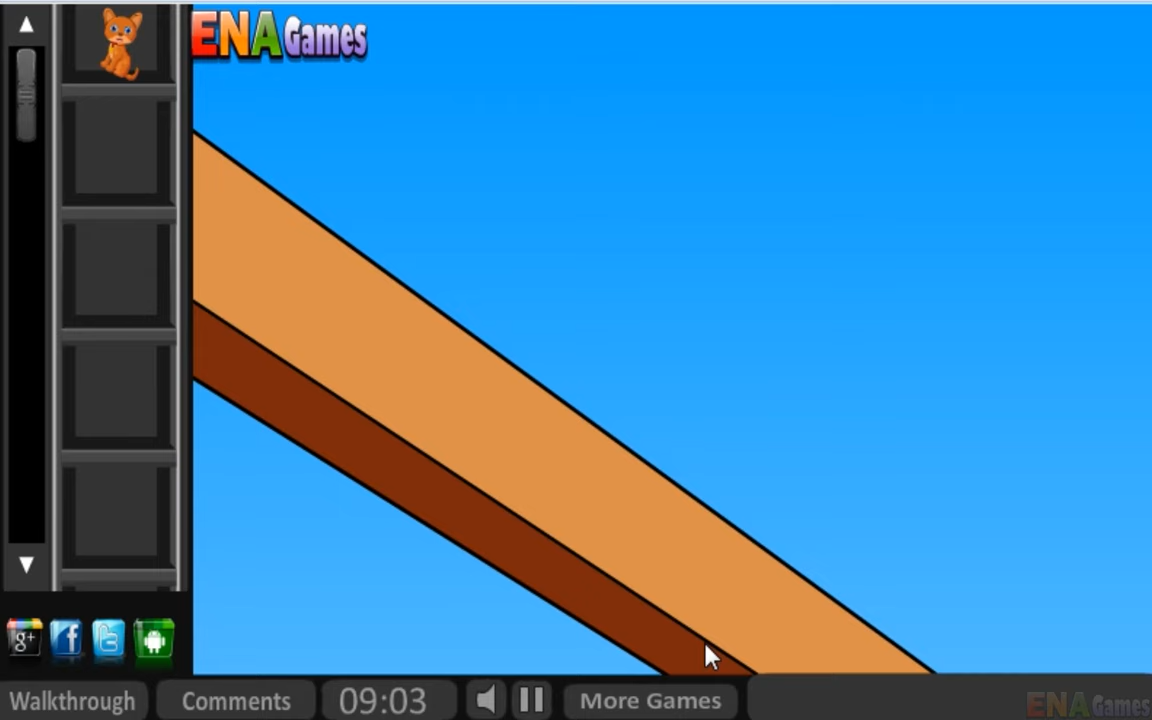 ENA Games
g+
f
t
Walkthrough
Comments
09:03
More Games
ENA Games